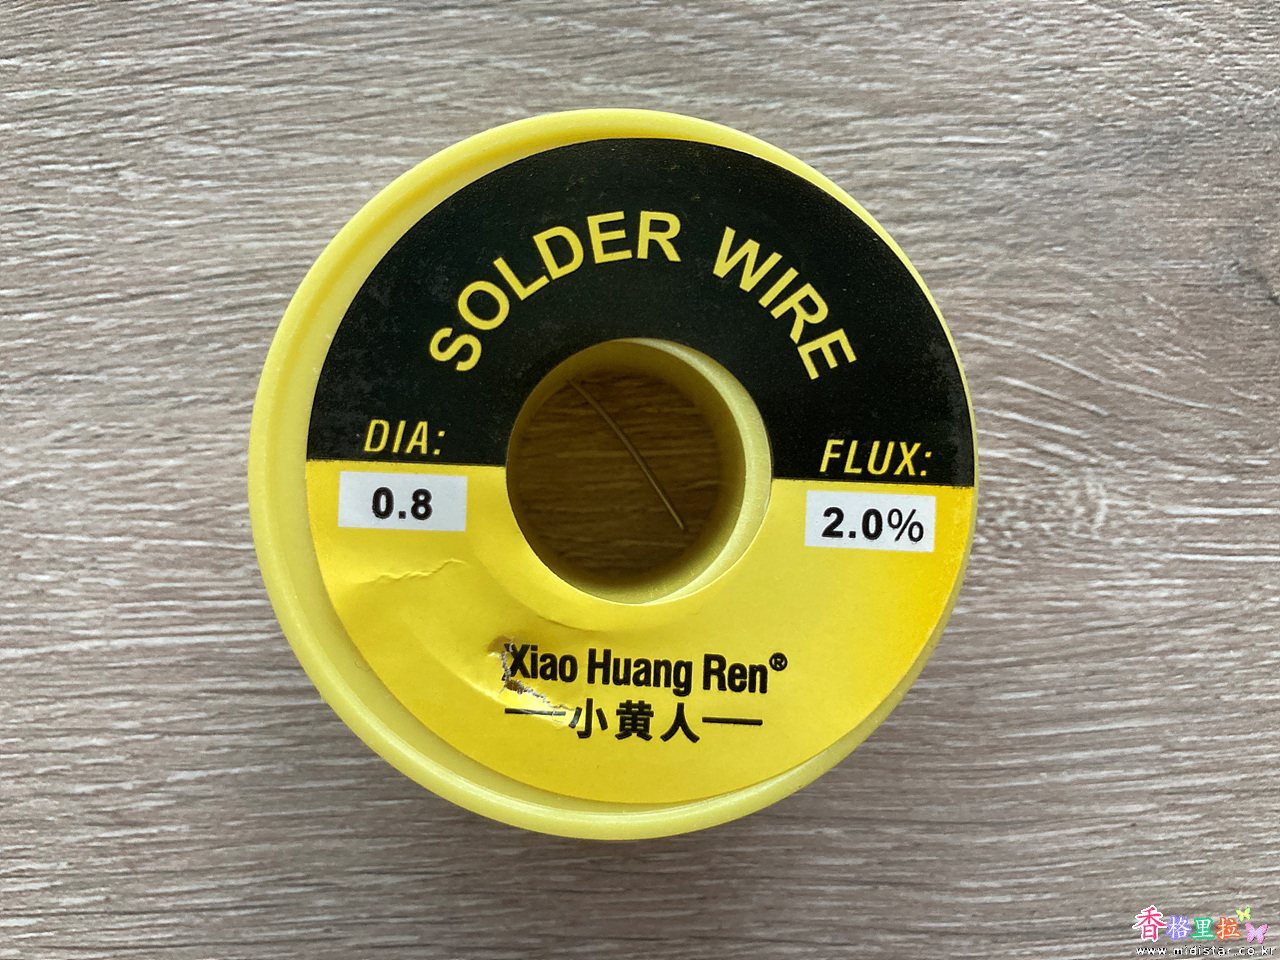 SOLDER WIRE
DIA:
0.8
FLUX:
2.0%
Xiao Huang Ren®
小黄人
香格里拉
www.midistar.co.kr